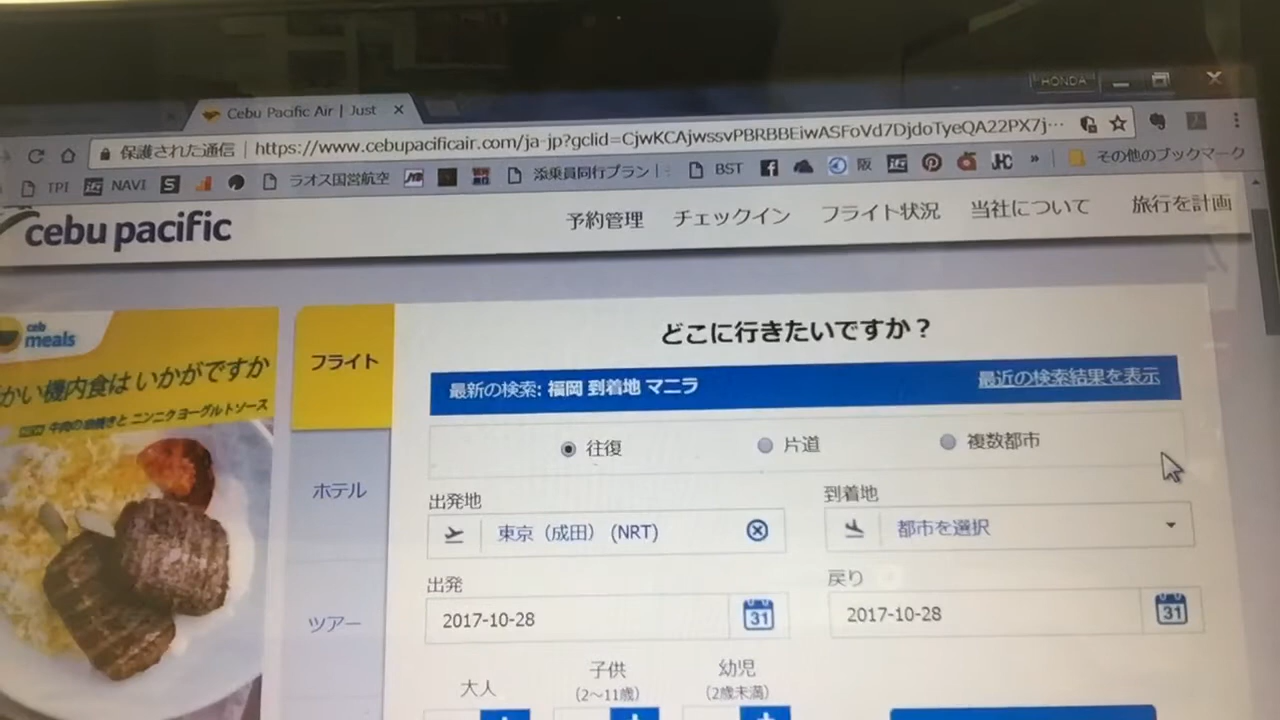 HONDA
Cebu Pacific Air | Just
保護された通信 | https://www.cebupacificair.com/ja-jp?gclid=CjwKCAjwssvPBRBBEiwASFoVd7DjdoTyeQA22PX7j…
TPI NAVI S ラオス国営航空 添乗員同行プラン | BST 阪 » その他のブックマーク
cebu pacific
予約管理 チェックイン フライト状況 当社について 旅行を計画
ceb
meals
かい機内食は いかがですか
NEW 牛肉の串焼きと ニンニクヨーグルトソース
フライト
ホテル
ツアー
どこに行きたいですか？
最新の検索: 福岡 到着地 マニラ 最近の検索結果を表示
往復 片道 複数都市
出発地 到着地
東京（成田） (NRT) 都市を選択
出発 戻り
2017-10-28 31 2017-10-28 31
大人 子供 幼児
(2～11歳) (2歳未満)